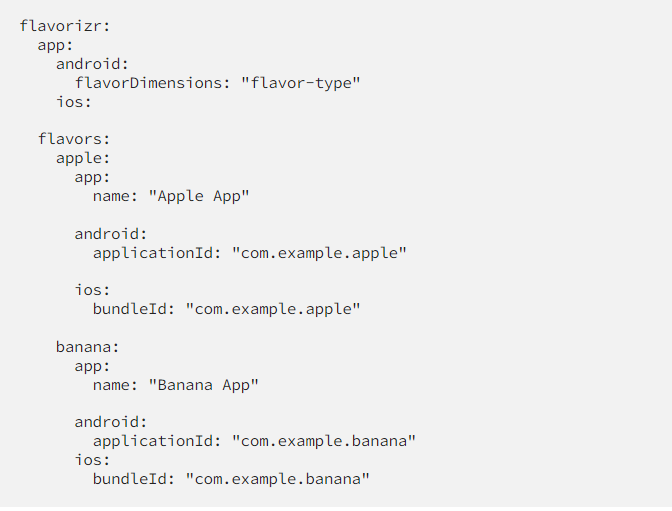 flavorizr:
  app:
    android:
      flavorDimensions: "flavor-type"
    ios:

  flavors:
    apple:
      app:
        name: "Apple App"

      android:
        applicationId: "com.example.apple"

      ios:
        bundleId: "com.example.apple"

    banana:
      app:
        name: "Banana App"

      android:
        applicationId: "com.example.banana"
      ios:
        bundleId: "com.example.banana"